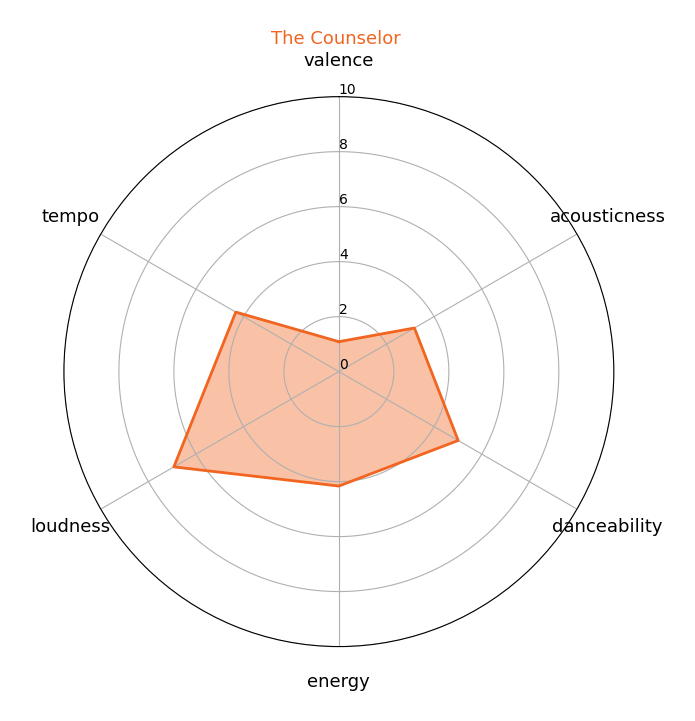 The Counselor
valence
10
8
tempo
6
acousticness
4
2
0
loudness
danceability
energy